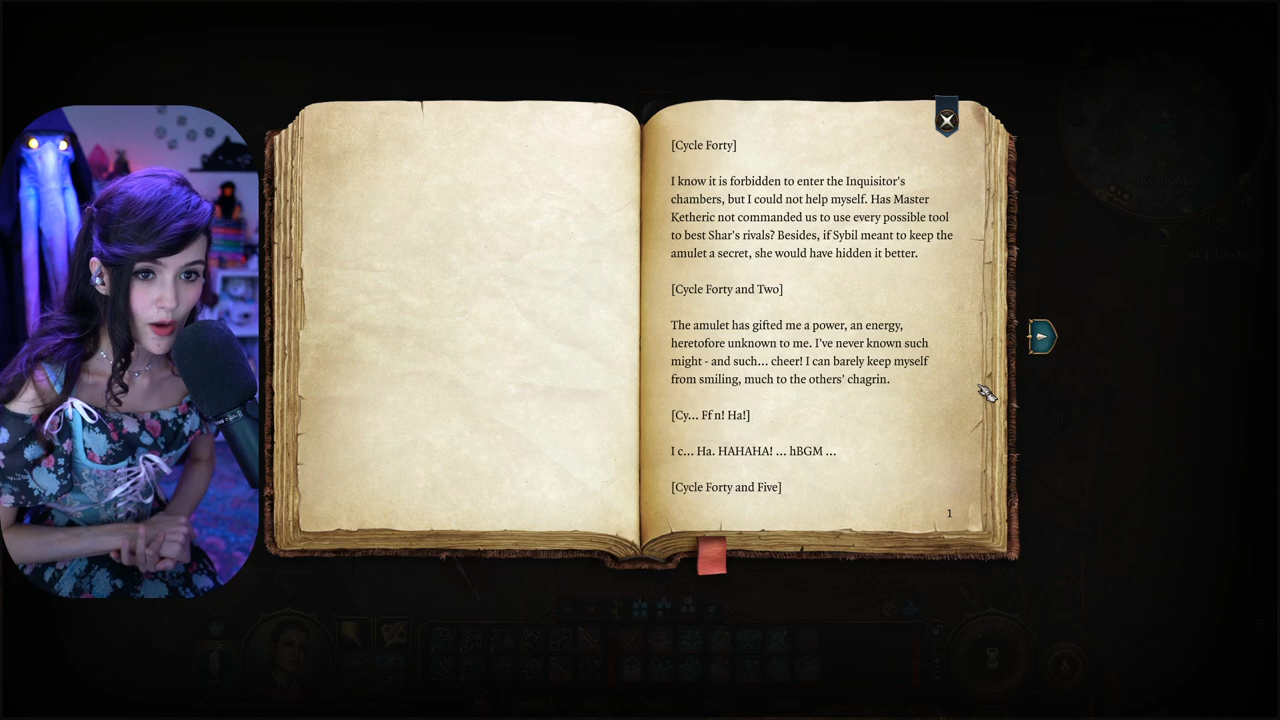 [Cycle Forty]
I know it is forbidden to enter the Inquisitor's
chambers, but I could not help myself. Has Master
Ketheric not commanded us to use every possible tool
to best Shar's rivals? Besides, if Sybil meant to keep the
amulet a secret, she would have hidden it better.
[Cycle Forty and Two]
The amulet has gifted me a power, an energy,
heretofore unknown to me. I've never known such
might - and such... cheer! I can barely keep myself
from smiling, much to the others' chagrin.
[Cy... Ff n! Ha!]
I c... Ha. HAHAHA! ... hBGM ...
[Cycle Forty and Five]
1